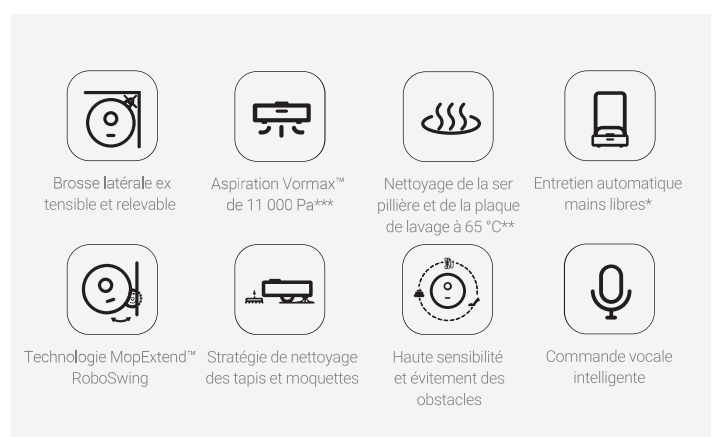 Brosse latérale ex
tensible et relevable
Aspiration Vormax™
de 11 000 Pa***
Nettoyage de la ser
pillière et de la plaque
de lavage à 65 °C**
Entretien automatique
mains libres*
Technologie MopExtend™
RoboSwing
Stratégie de nettoyage
des tapis et moquettes
Haute sensibilité
et évitement des
obstacles
Commande vocale
intelligente